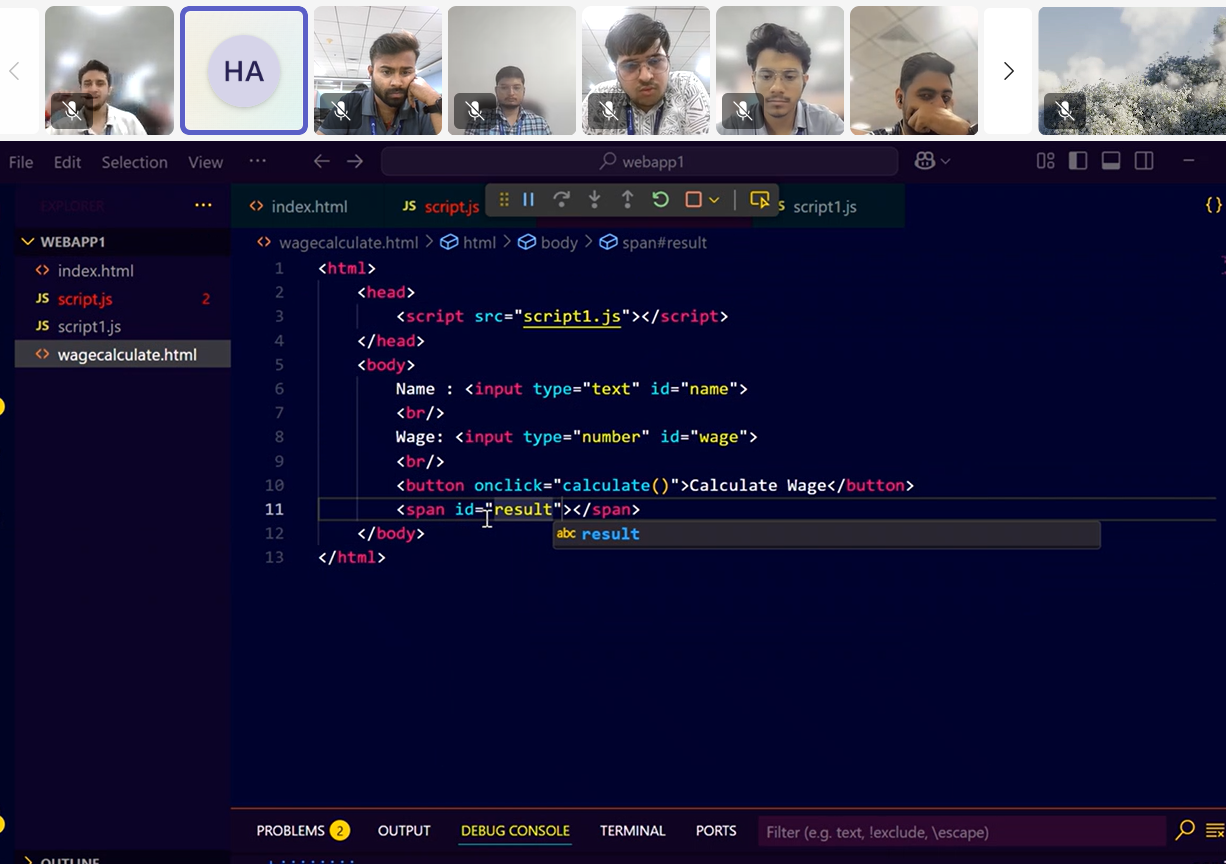 HA
File Edit Selection View ··· webapp1
EXPLORER ···
index.html JS script.js script1.js {}
WEBAPP1
wagecalculate.html > html > body > span#result
index.html
JS script.js 2
JS script1.js
wagecalculate.html
1 <html>
2 <head>
3 <script src="script1.js"></script>
4 </head>
5 <body>
6 Name : <input type="text" id="name">
7 <br/>
8 Wage: <input type="number" id="wage">
9 <br/>
10 <button onclick="calculate()">Calculate Wage</button>
11 <span id="result"></span>
abc result
12 </body>
13 </html>
PROBLEMS 2 OUTPUT DEBUG CONSOLE TERMINAL PORTS Filter (e.g. text, !exclude, \escape)
OUTLINE